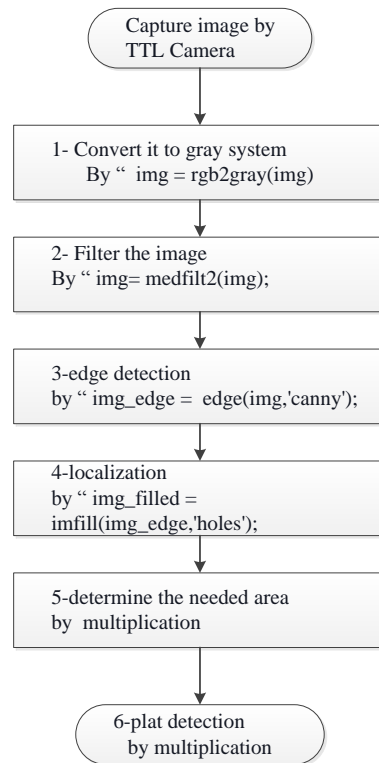 Capture image by
TTL Camera
1- Convert it to gray system
By “ img = rgb2gray(img)
2- Filter the image
By “ img= medfilt2(img);
3-edge detection
by “ img_edge = edge(img,'canny');
4-localization
by “ img_filled =
imfill(img_edge,'holes');
5-determine the needed area
by multiplication
6-plat detection
by multiplication